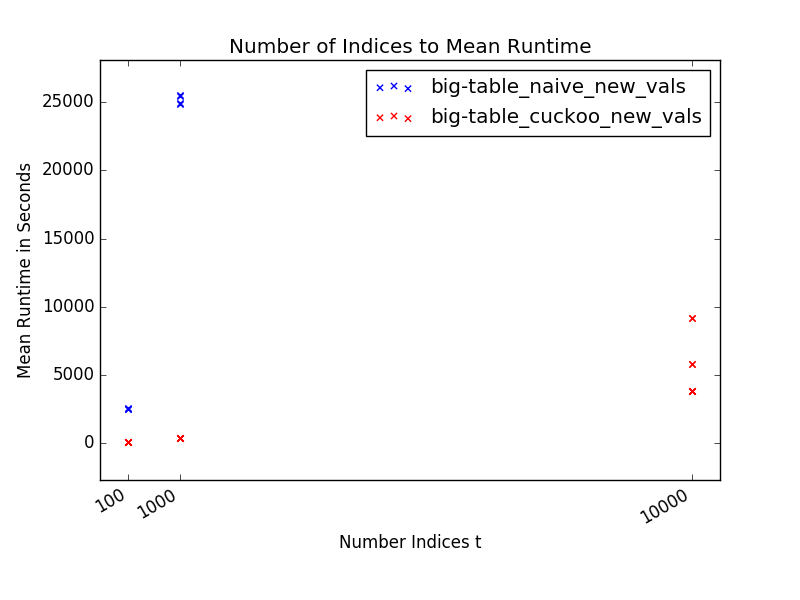 Number of Indices to Mean Runtime
big-table_naive_new_vals
big-table_cuckoo_new_vals
Mean Runtime in Seconds
25000
20000
15000
10000
5000
0
100
1000
10000
Number Indices t